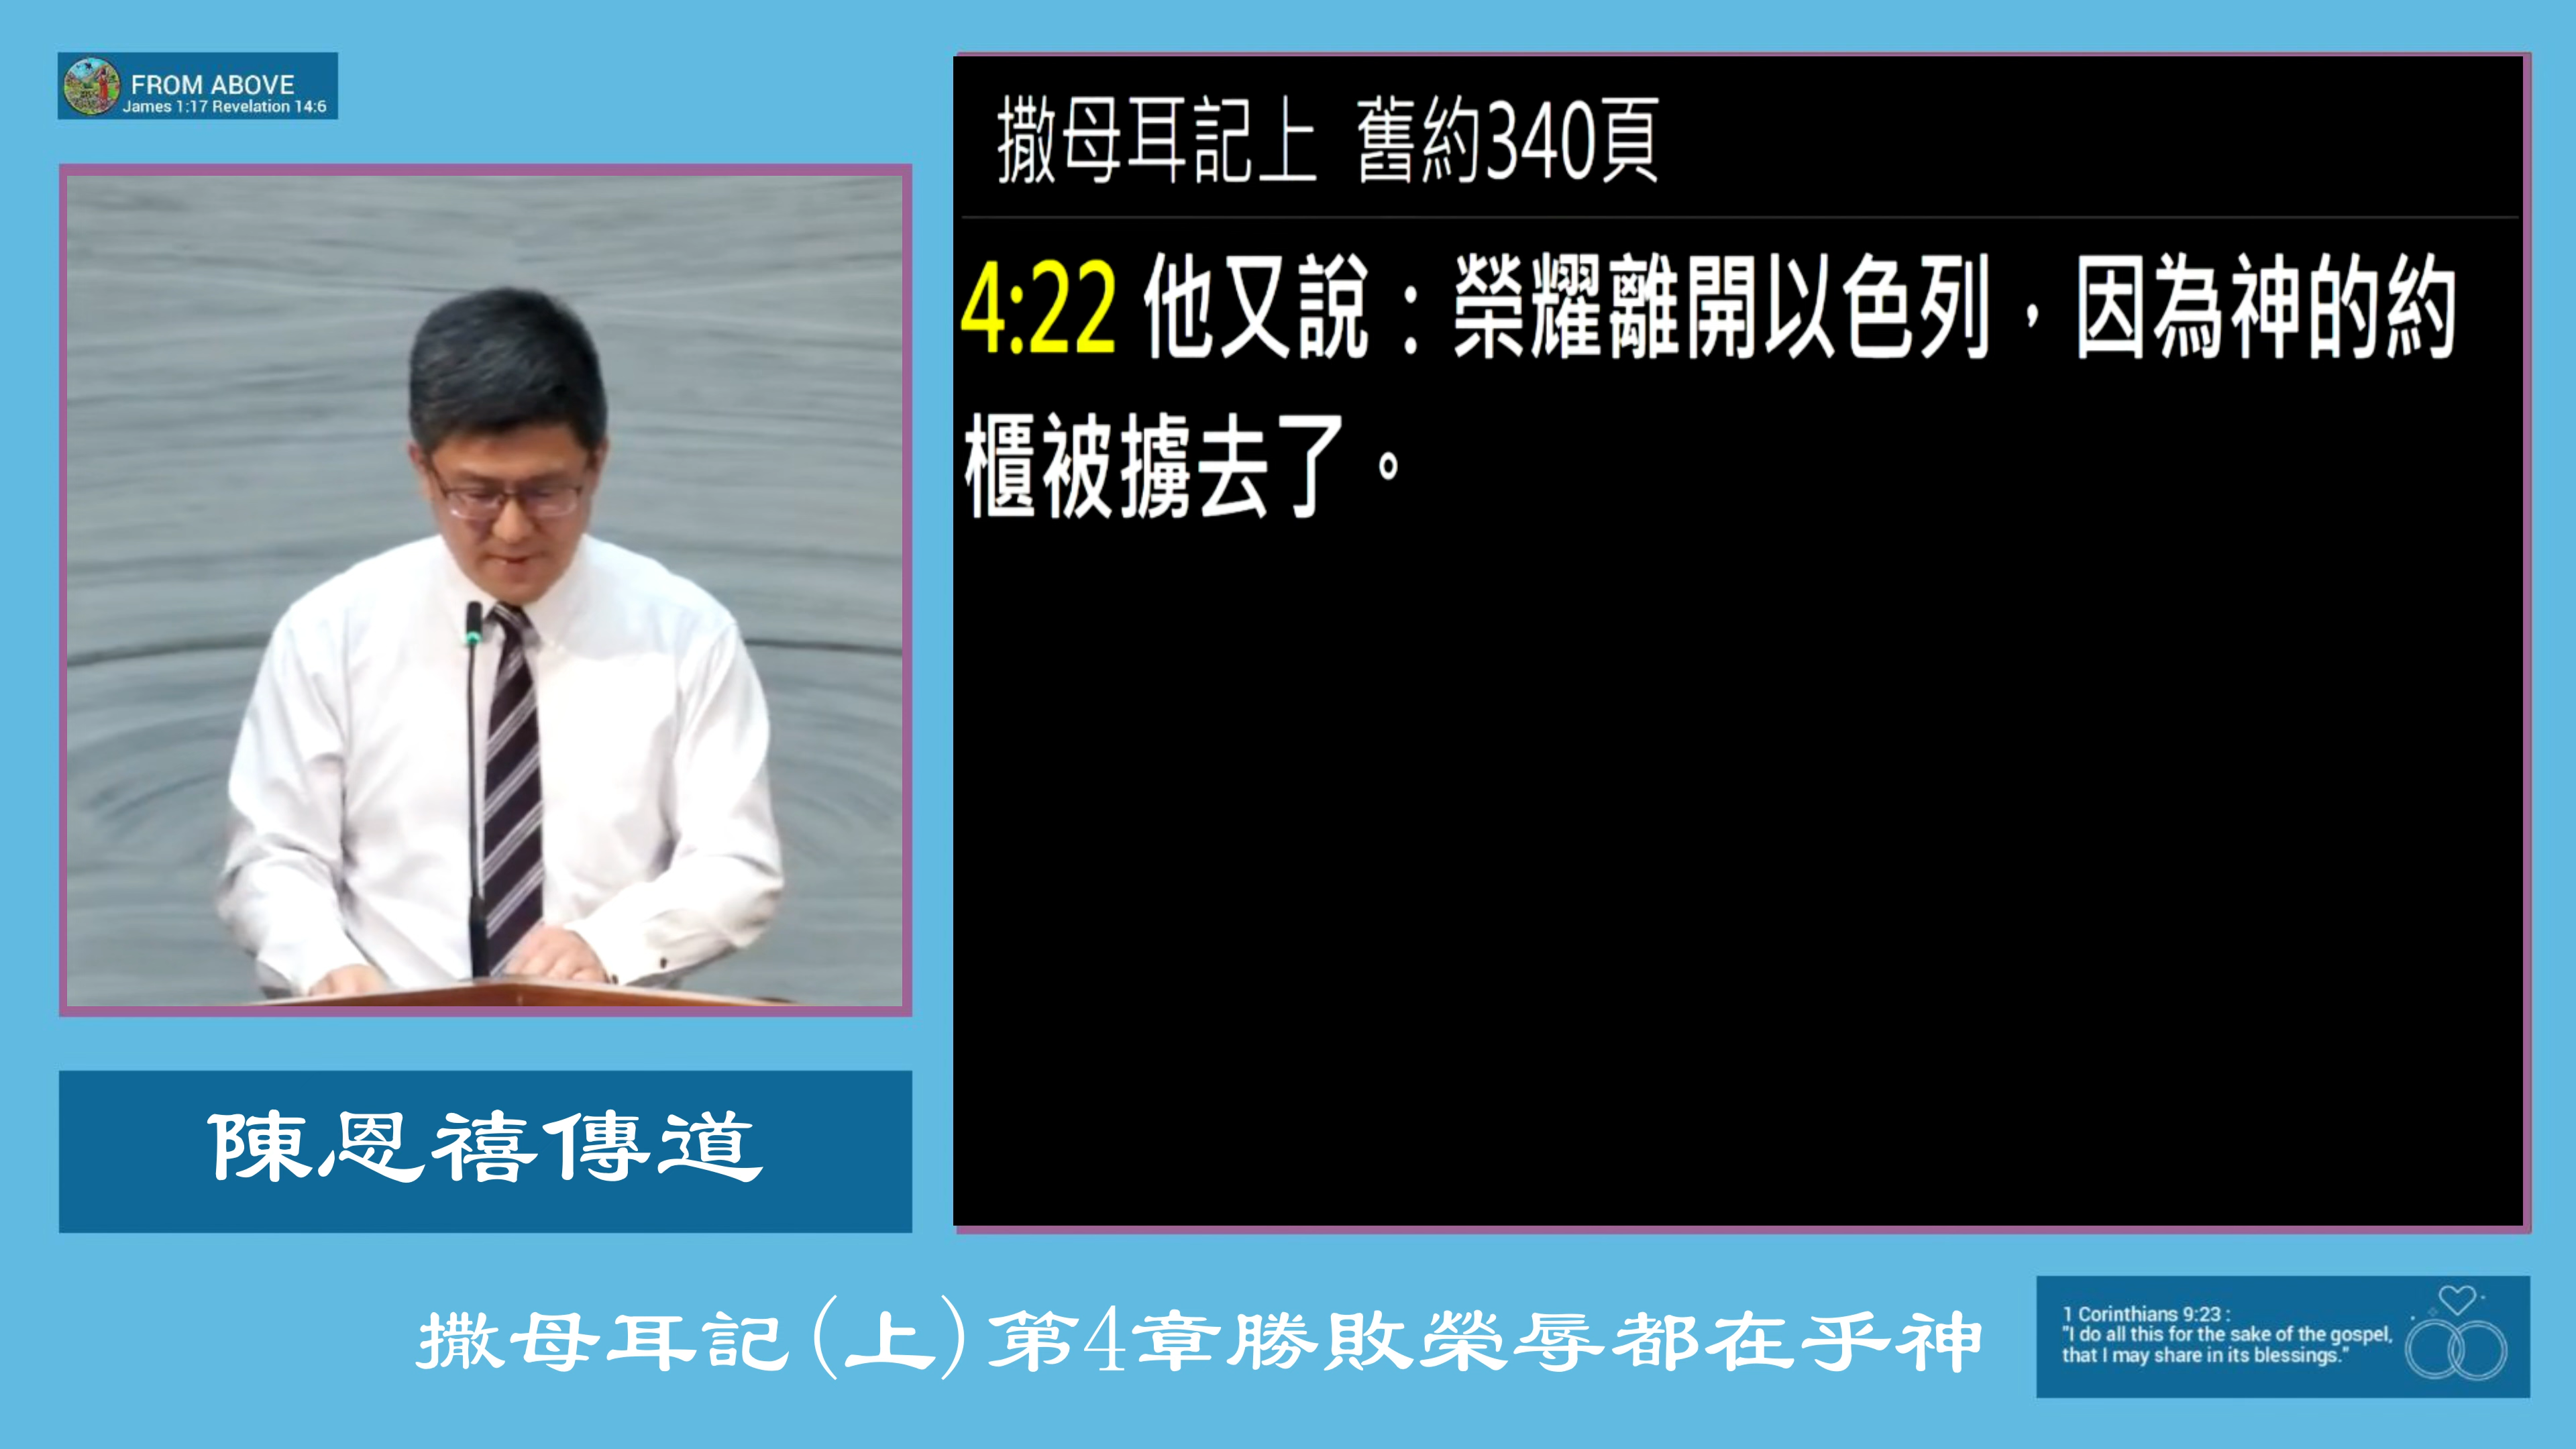 FROM ABOVE
James 1:17 Revelation 14:6
撒母耳記上 舊約340頁
4:22 他又說：榮耀離開以色列，因為神的約
櫃被擄去了。
陳恩禧傳道
撒母耳記(上)第4章勝敗榮辱都在乎神
1 Corinthians 9:23 :
"I do all this for the sake of the gospel,
that I may share in its blessings."